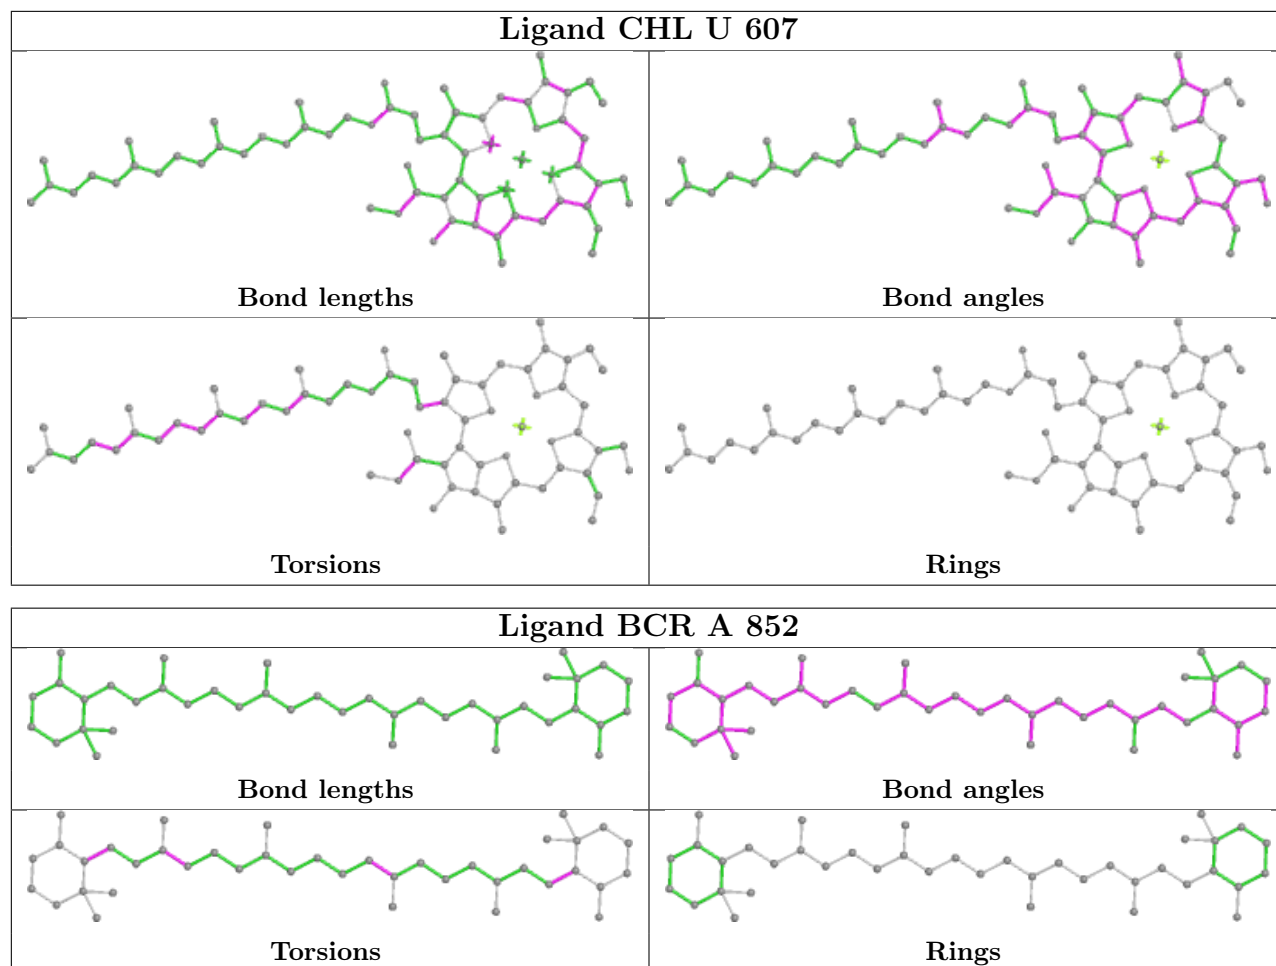 Ligand CHL U 607
Bond lengths
Bond angles
Torsions
Rings
Ligand BCR A 852
Bond lengths
Bond angles
Torsions
Rings